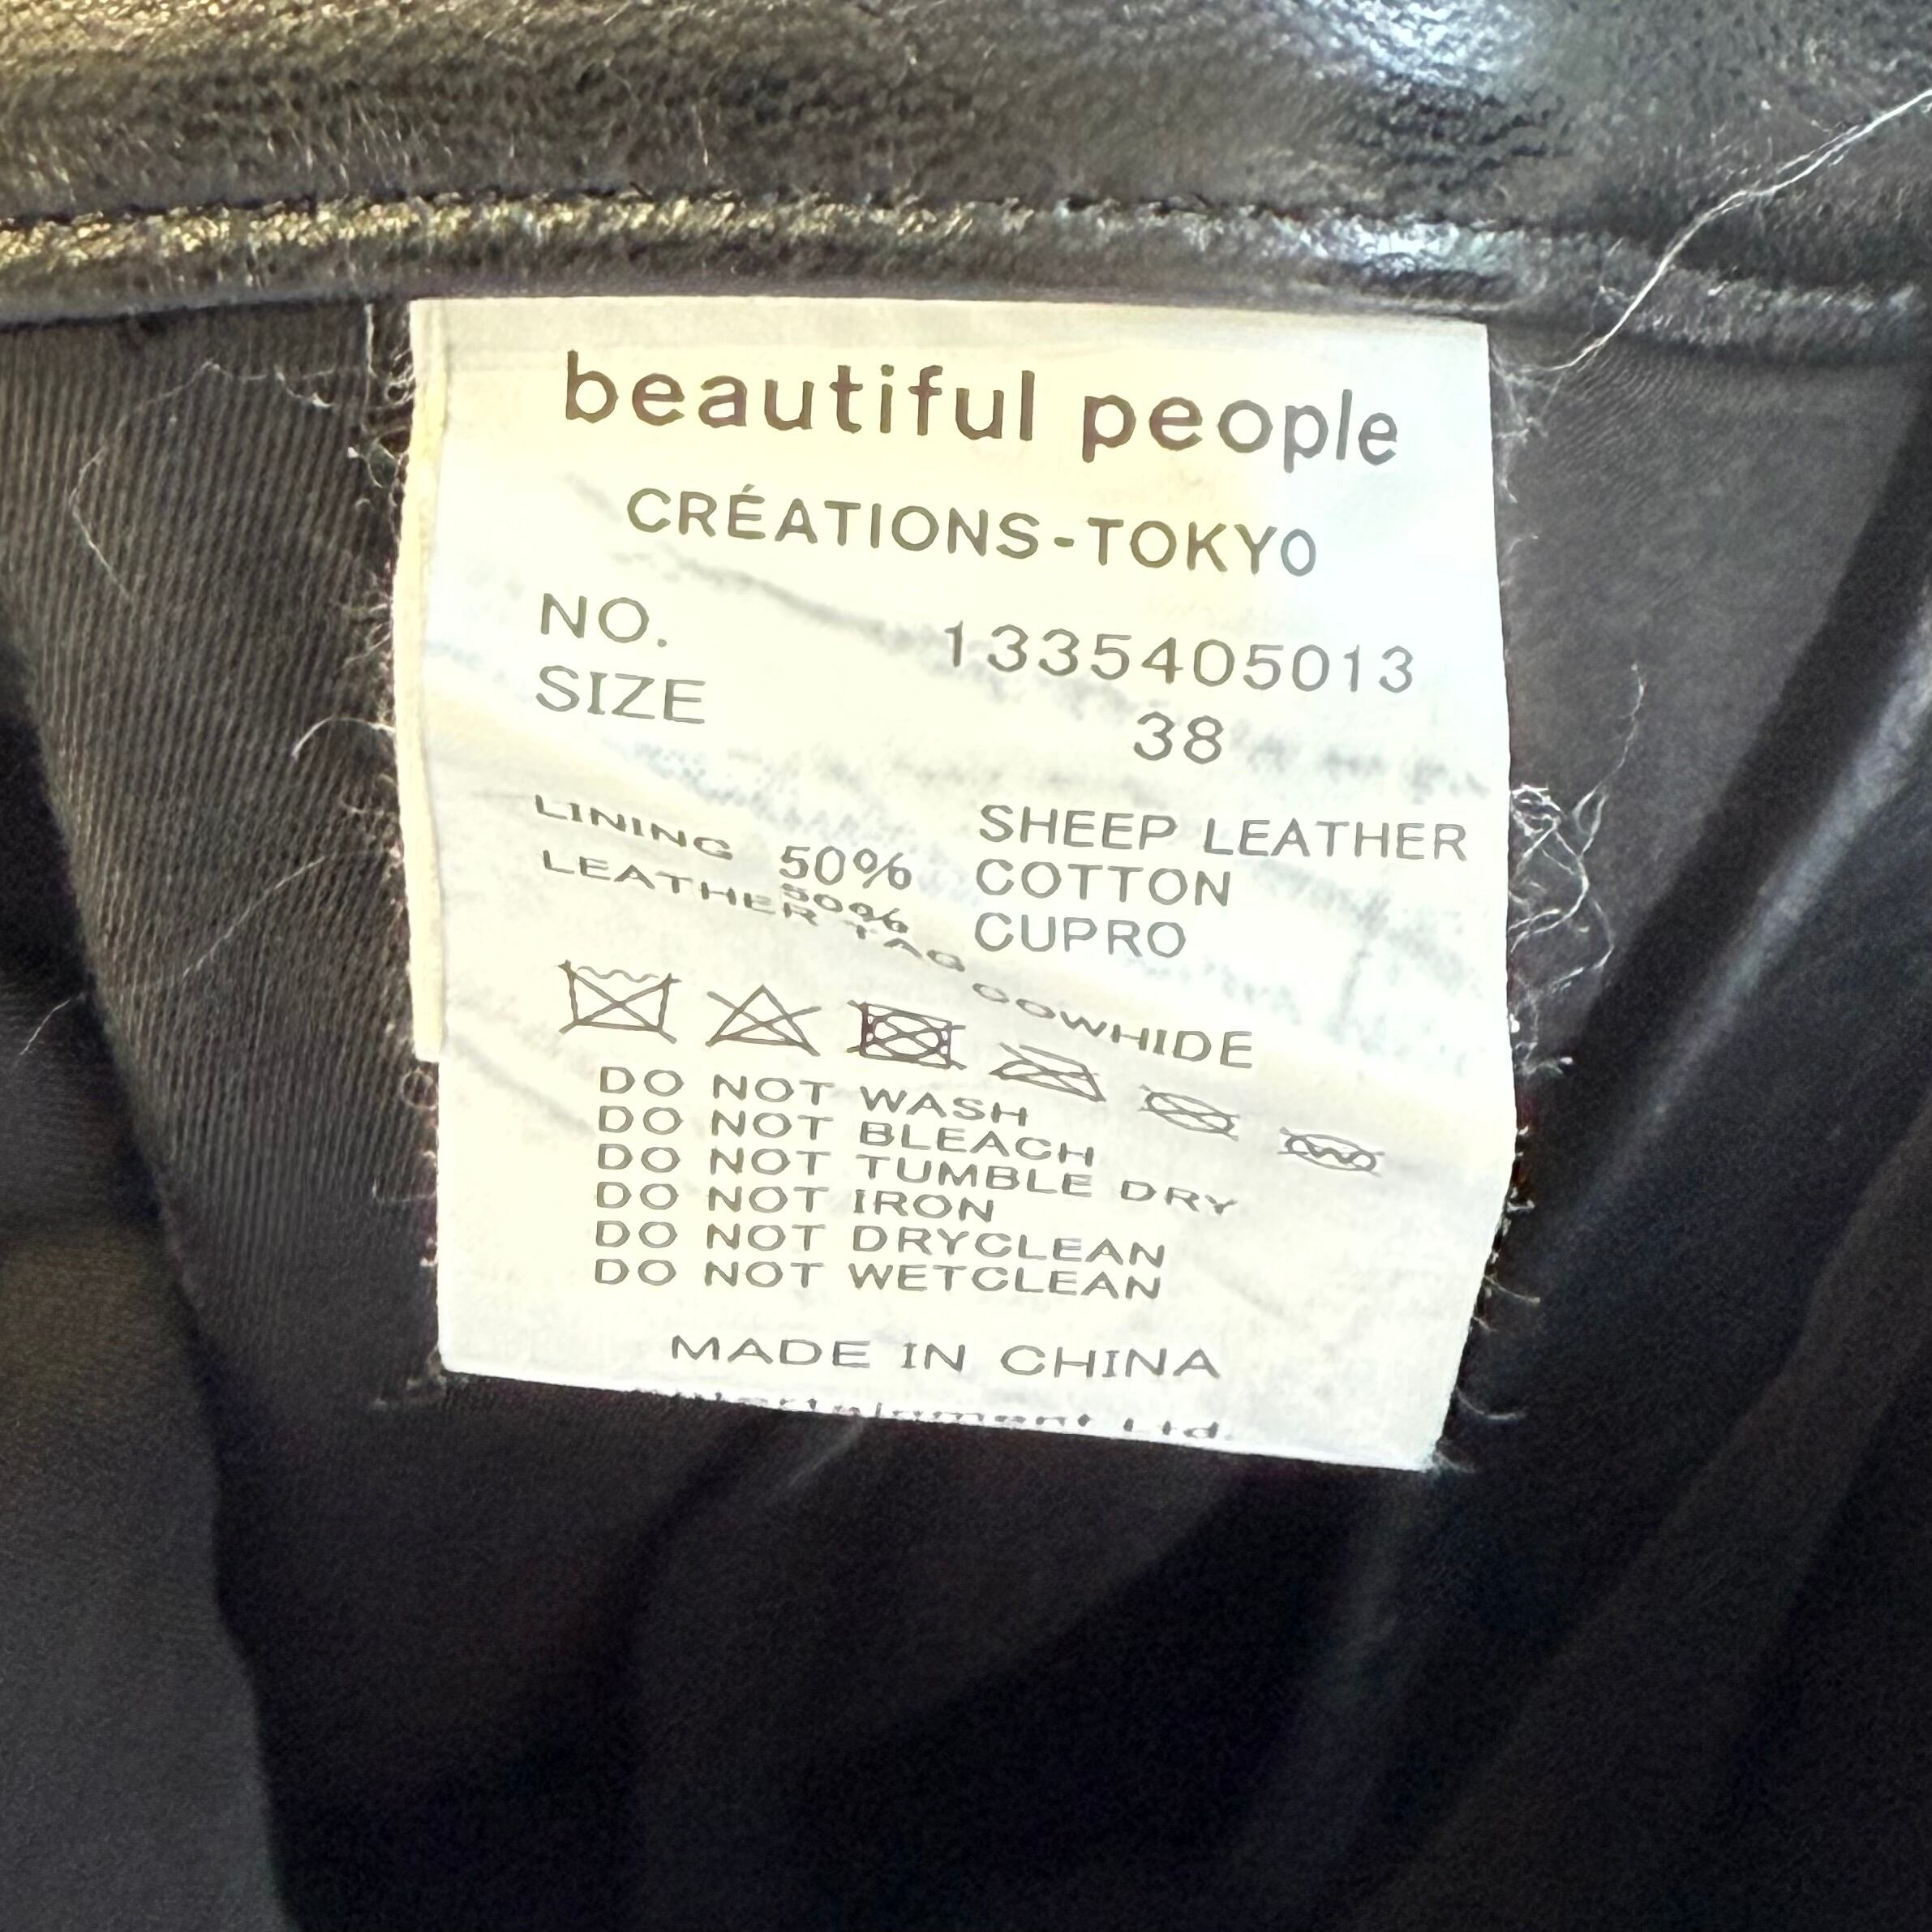 beautiful people
CRÉATIONS-TOKYO
NO. 1335405013
SIZE 38
SHEEP LEATHER
LINING 50% COTTON
50% CUPRO
LEATHER TAG COWHIDE
DO NOT WASH
DO NOT BLEACH
DO NOT TUMBLE DRY
DO NOT IRON
DO NOT DRYCLEAN
DO NOT WETCLEAN
MADE IN CHINA
Ltd.